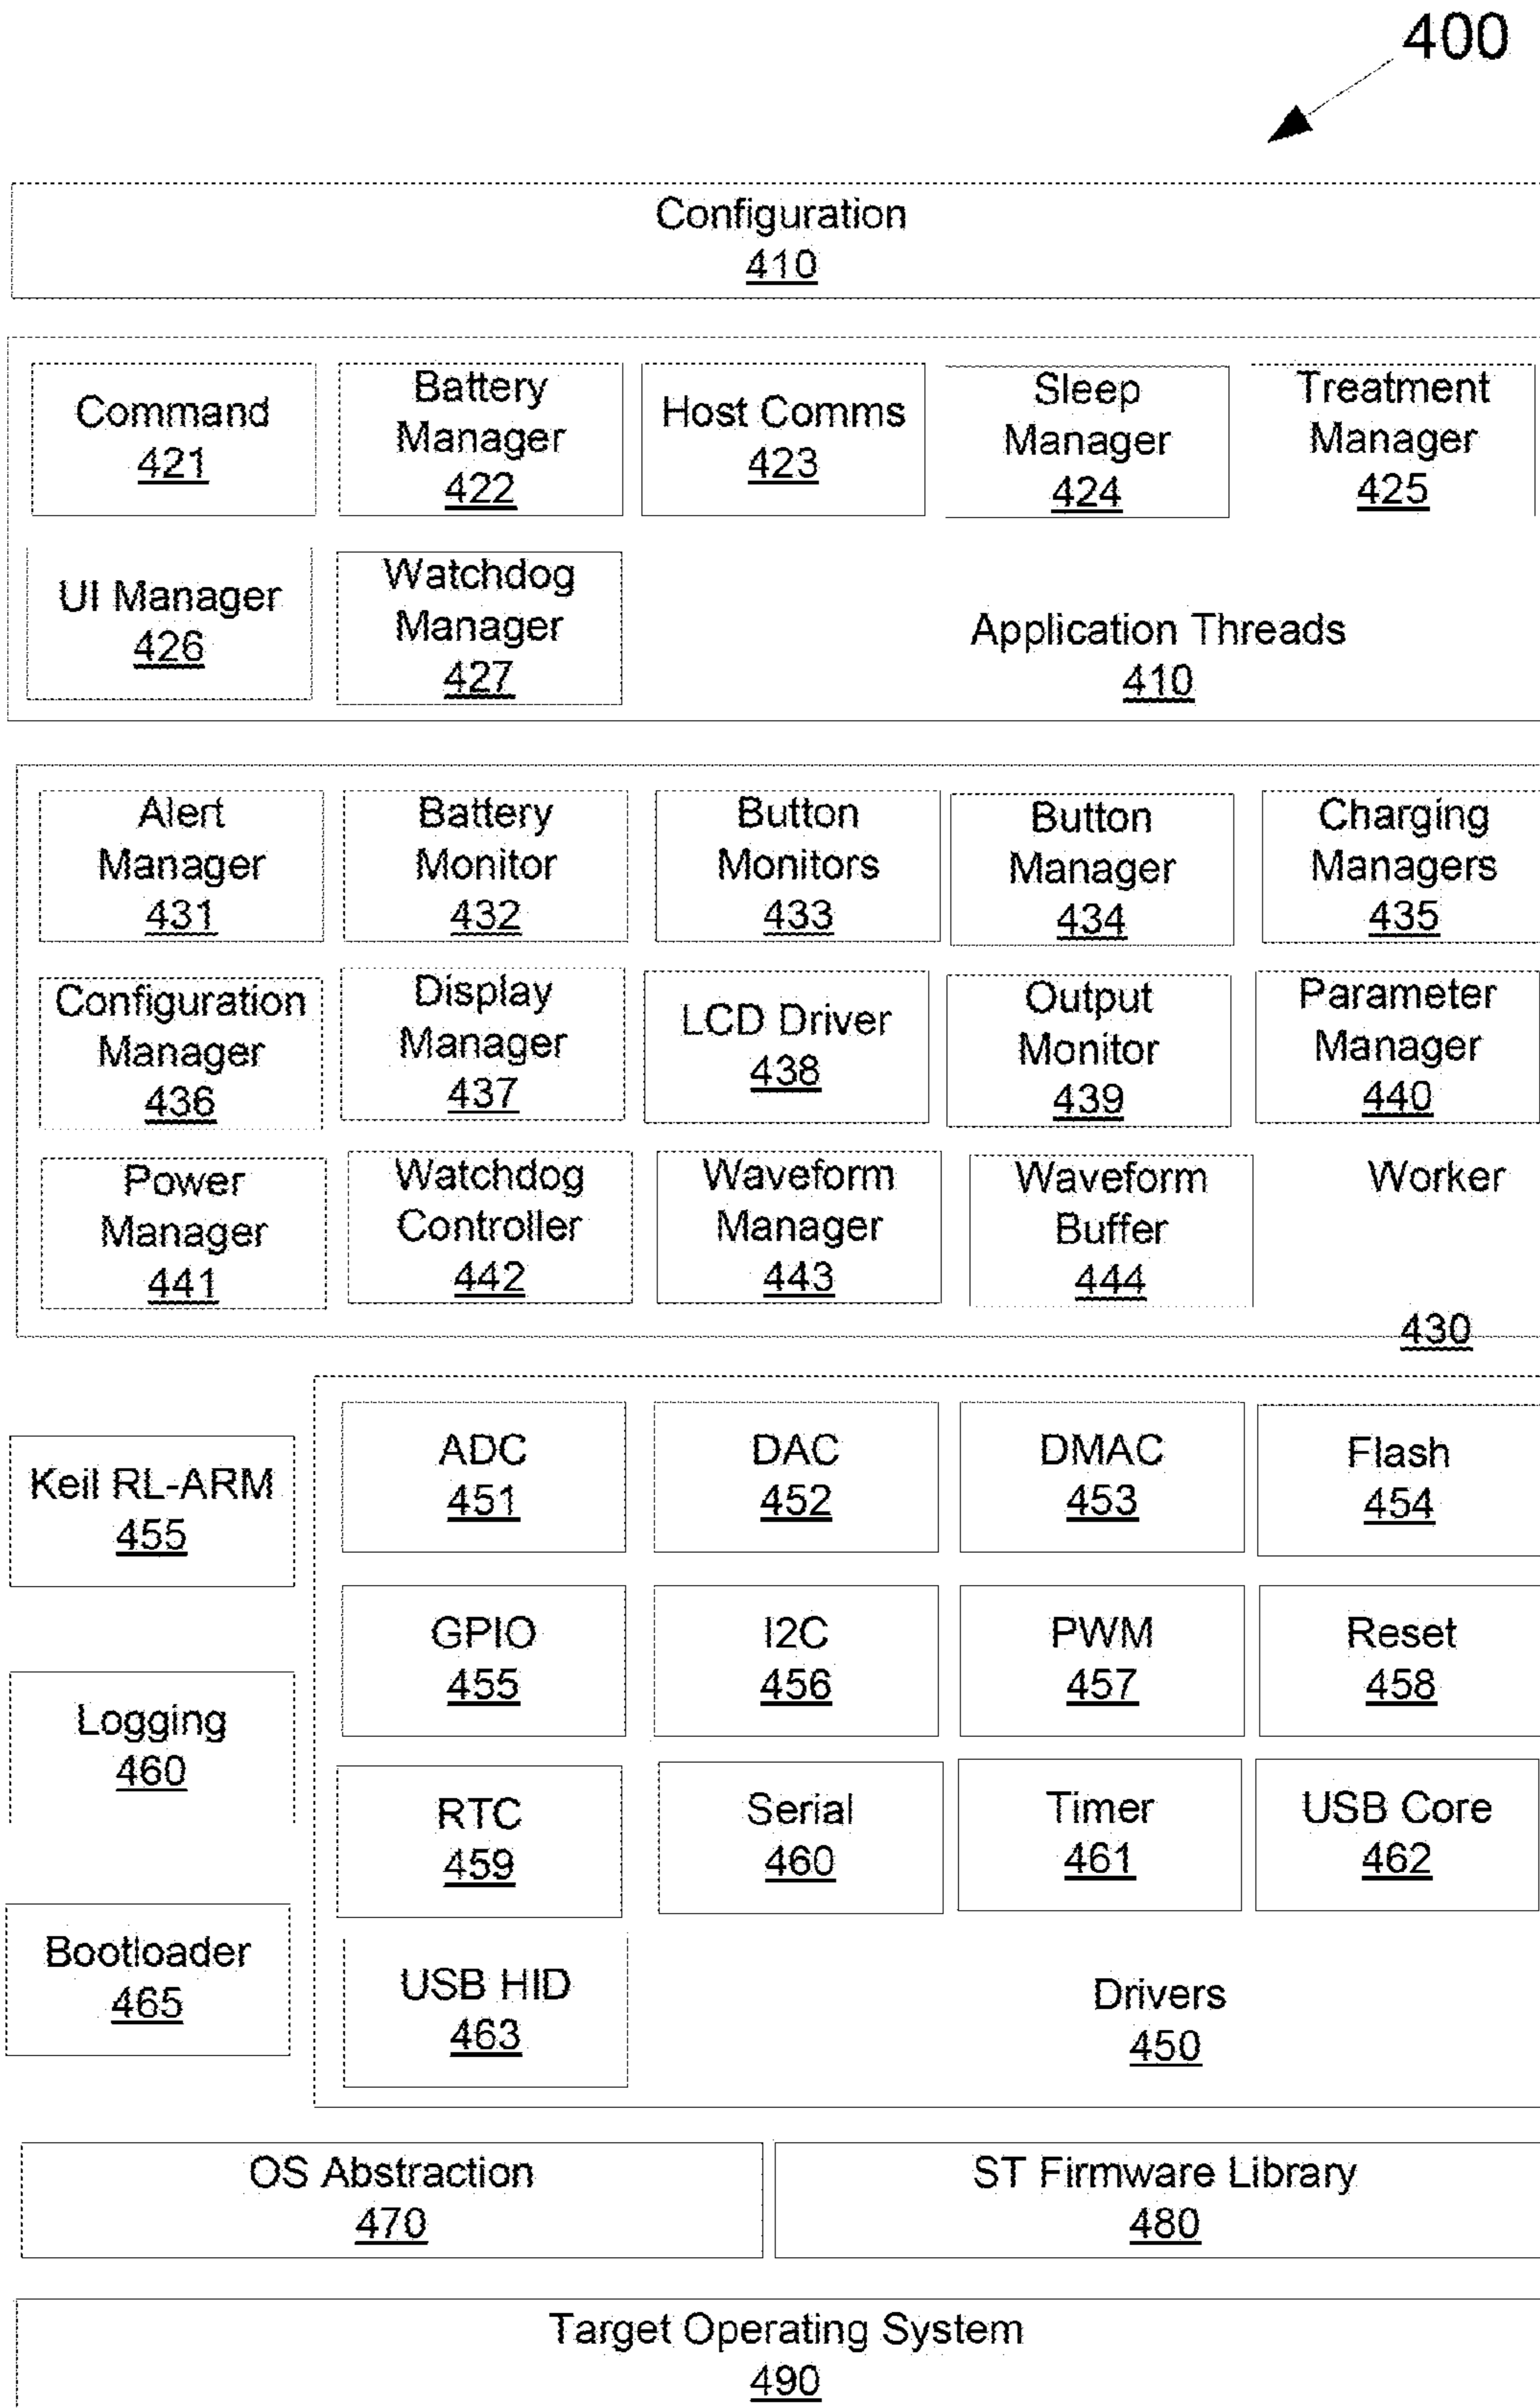 400
Configuration
410
Command
421
Battery
Manager
422
Host Comms
423
Sleep
Manager
424
Treatment
Manager
425
UI Manager
426
Watchdog
Manager
427
Application Threads
410
Alert
Manager
431
Battery
Monitor
432
Button
Monitors
433
Button
Manager
434
Charging
Managers
435
Configuration
Manager
436
Display
Manager
437
LCD Driver
438
Output
Monitor
439
Parameter
Manager
440
Power
Manager
441
Watchdog
Controller
442
Waveform
Manager
443
Waveform
Buffer
444
Worker
430
Keil RL-ARM
455
Logging
460
Bootloader
465
ADC
451
DAC
452
DMAC
453
Flash
454
GPIO
455
I2C
456
PWM
457
Reset
458
RTC
459
Serial
460
Timer
461
USB Core
462
USB HID
463
Drivers
450
OS Abstraction
470
ST Firmware Library
480
Target Operating System
490